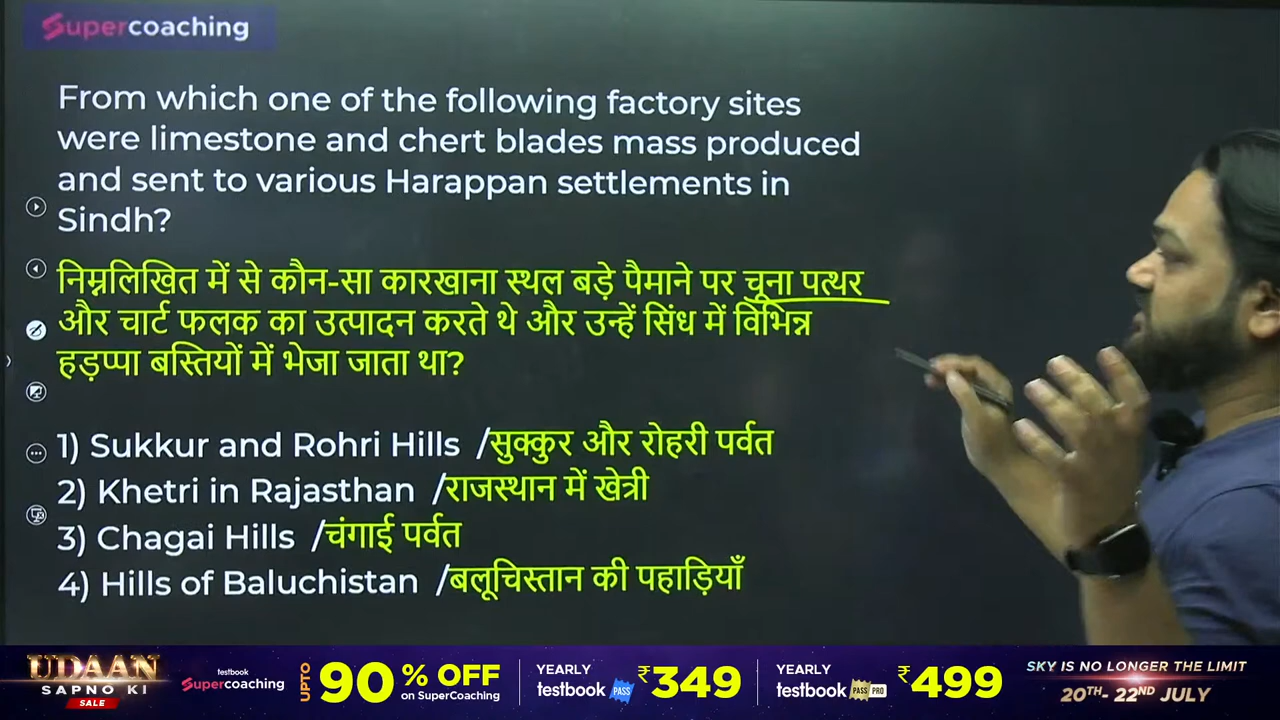 Supercoaching
From which one of the following factory sites
were limestone and chert blades mass produced
and sent to various Harappan settlements in
Sindh?
निम्नलिखित में से कौन-सा कारखाना स्थल बड़े पैमाने पर चूना पत्थर
और चार्ट फलक का उत्पादन करते थे और उन्हें सिंध में विभिन्न
हड़प्पा बस्तियों में भेजा जाता था?
1) Sukkur and Rohri Hills /सुक्कुर और रोहरी पर्वत
2) Khetri in Rajasthan /राजस्थान में खेत्री
3) Chagai Hills /चंगाई पर्वत
4) Hills of Baluchistan /बलूचिस्तान की पहाड़ियाँ
UDAAN
SAPNO KI
SALE
testbook
Supercoaching
UPTO 90% OFF
on SuperCoaching
YEARLY
testbook PASS ₹349
YEARLY
testbook PASS PRO ₹499
SKY IS NO LONGER THE LIMIT
20TH- 22ND JULY